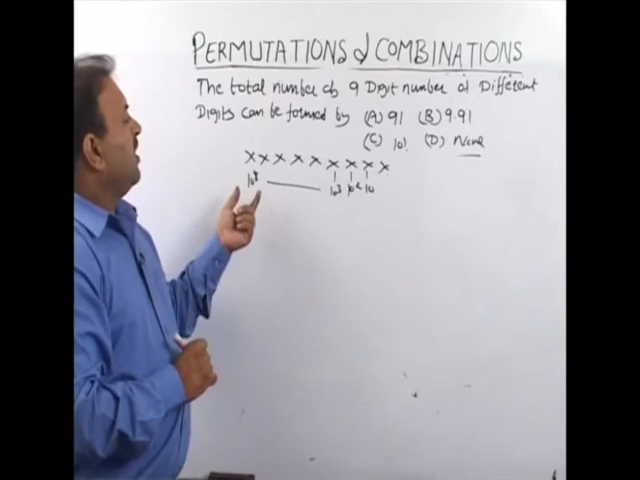 PERMUTATIONS & COMBINATIONS
The total number of 9 Digit number of Different
Digits can be formed by (A) 9! (B) 9.9!
(C) 10! (D) None
X X X X X X X X X
10⁸ 10³ 10² 10